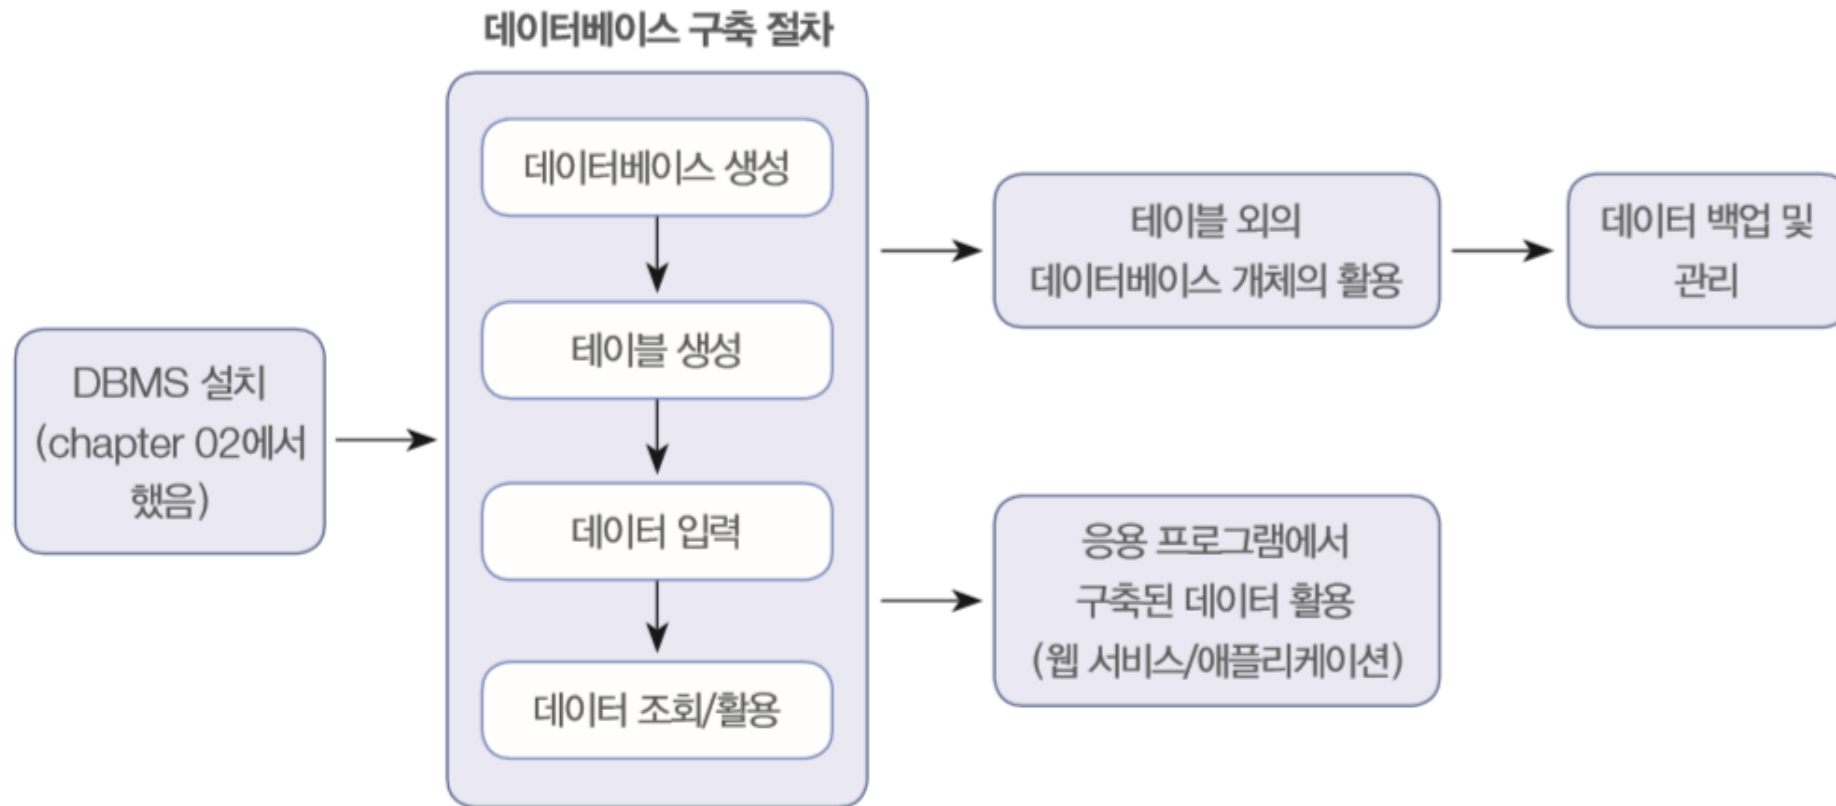 데이터베이스 구축 절차
DBMS 설치
(chapter 02에서
했음)
데이터베이스 생성
테이블 생성
데이터 입력
데이터 조회/활용
테이블 외의
데이터베이스 개체의 활용
데이터 백업 및
관리
응용 프로그램에서
구축된 데이터 활용
(웹 서비스/애플리케이션)